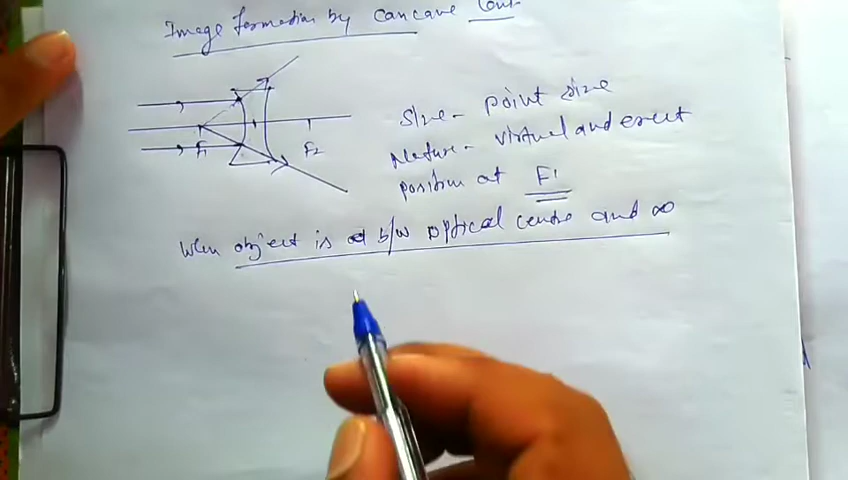 Image formation by Concave Lens
Size - point size
Nature - virtual and erect
F1 F2
position at F1
When object is at b/w optical centre and ∞